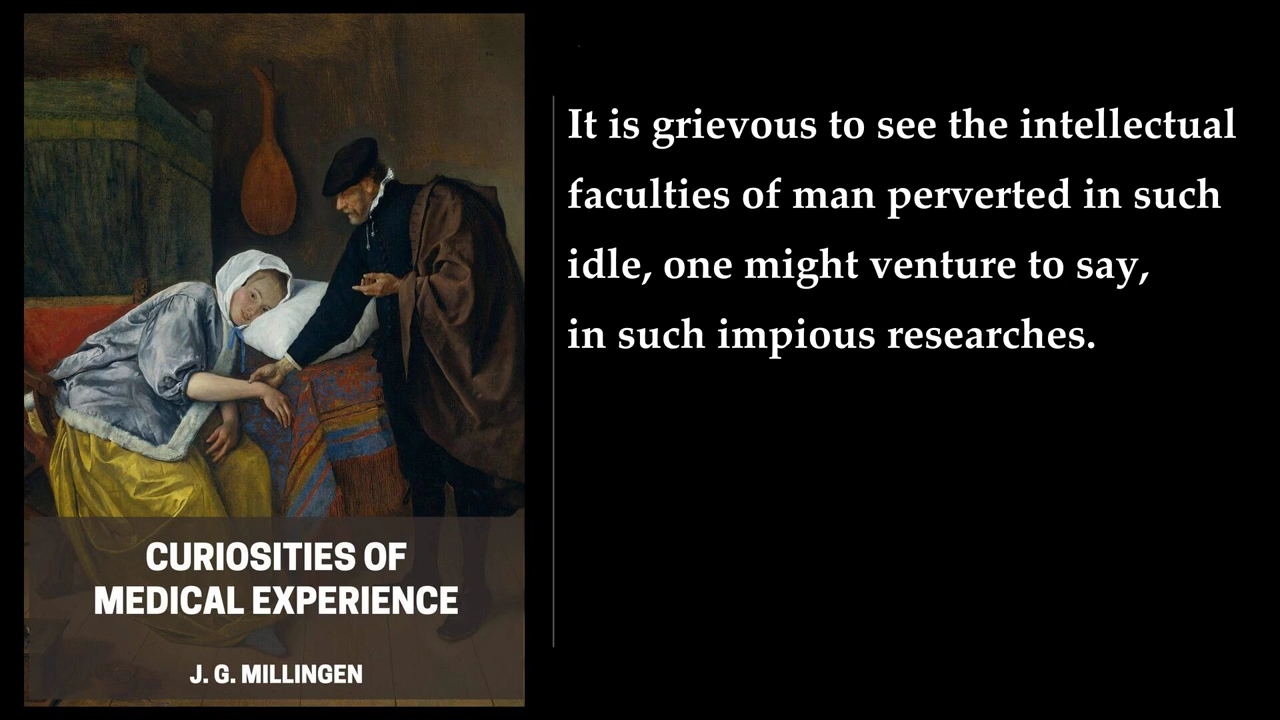 It is grievous to see the intellectual
faculties of man perverted in such
idle, one might venture to say,
in such impious researches.
CURIOSITIES OF
MEDICAL EXPERIENCE
J. G. MILLINGEN